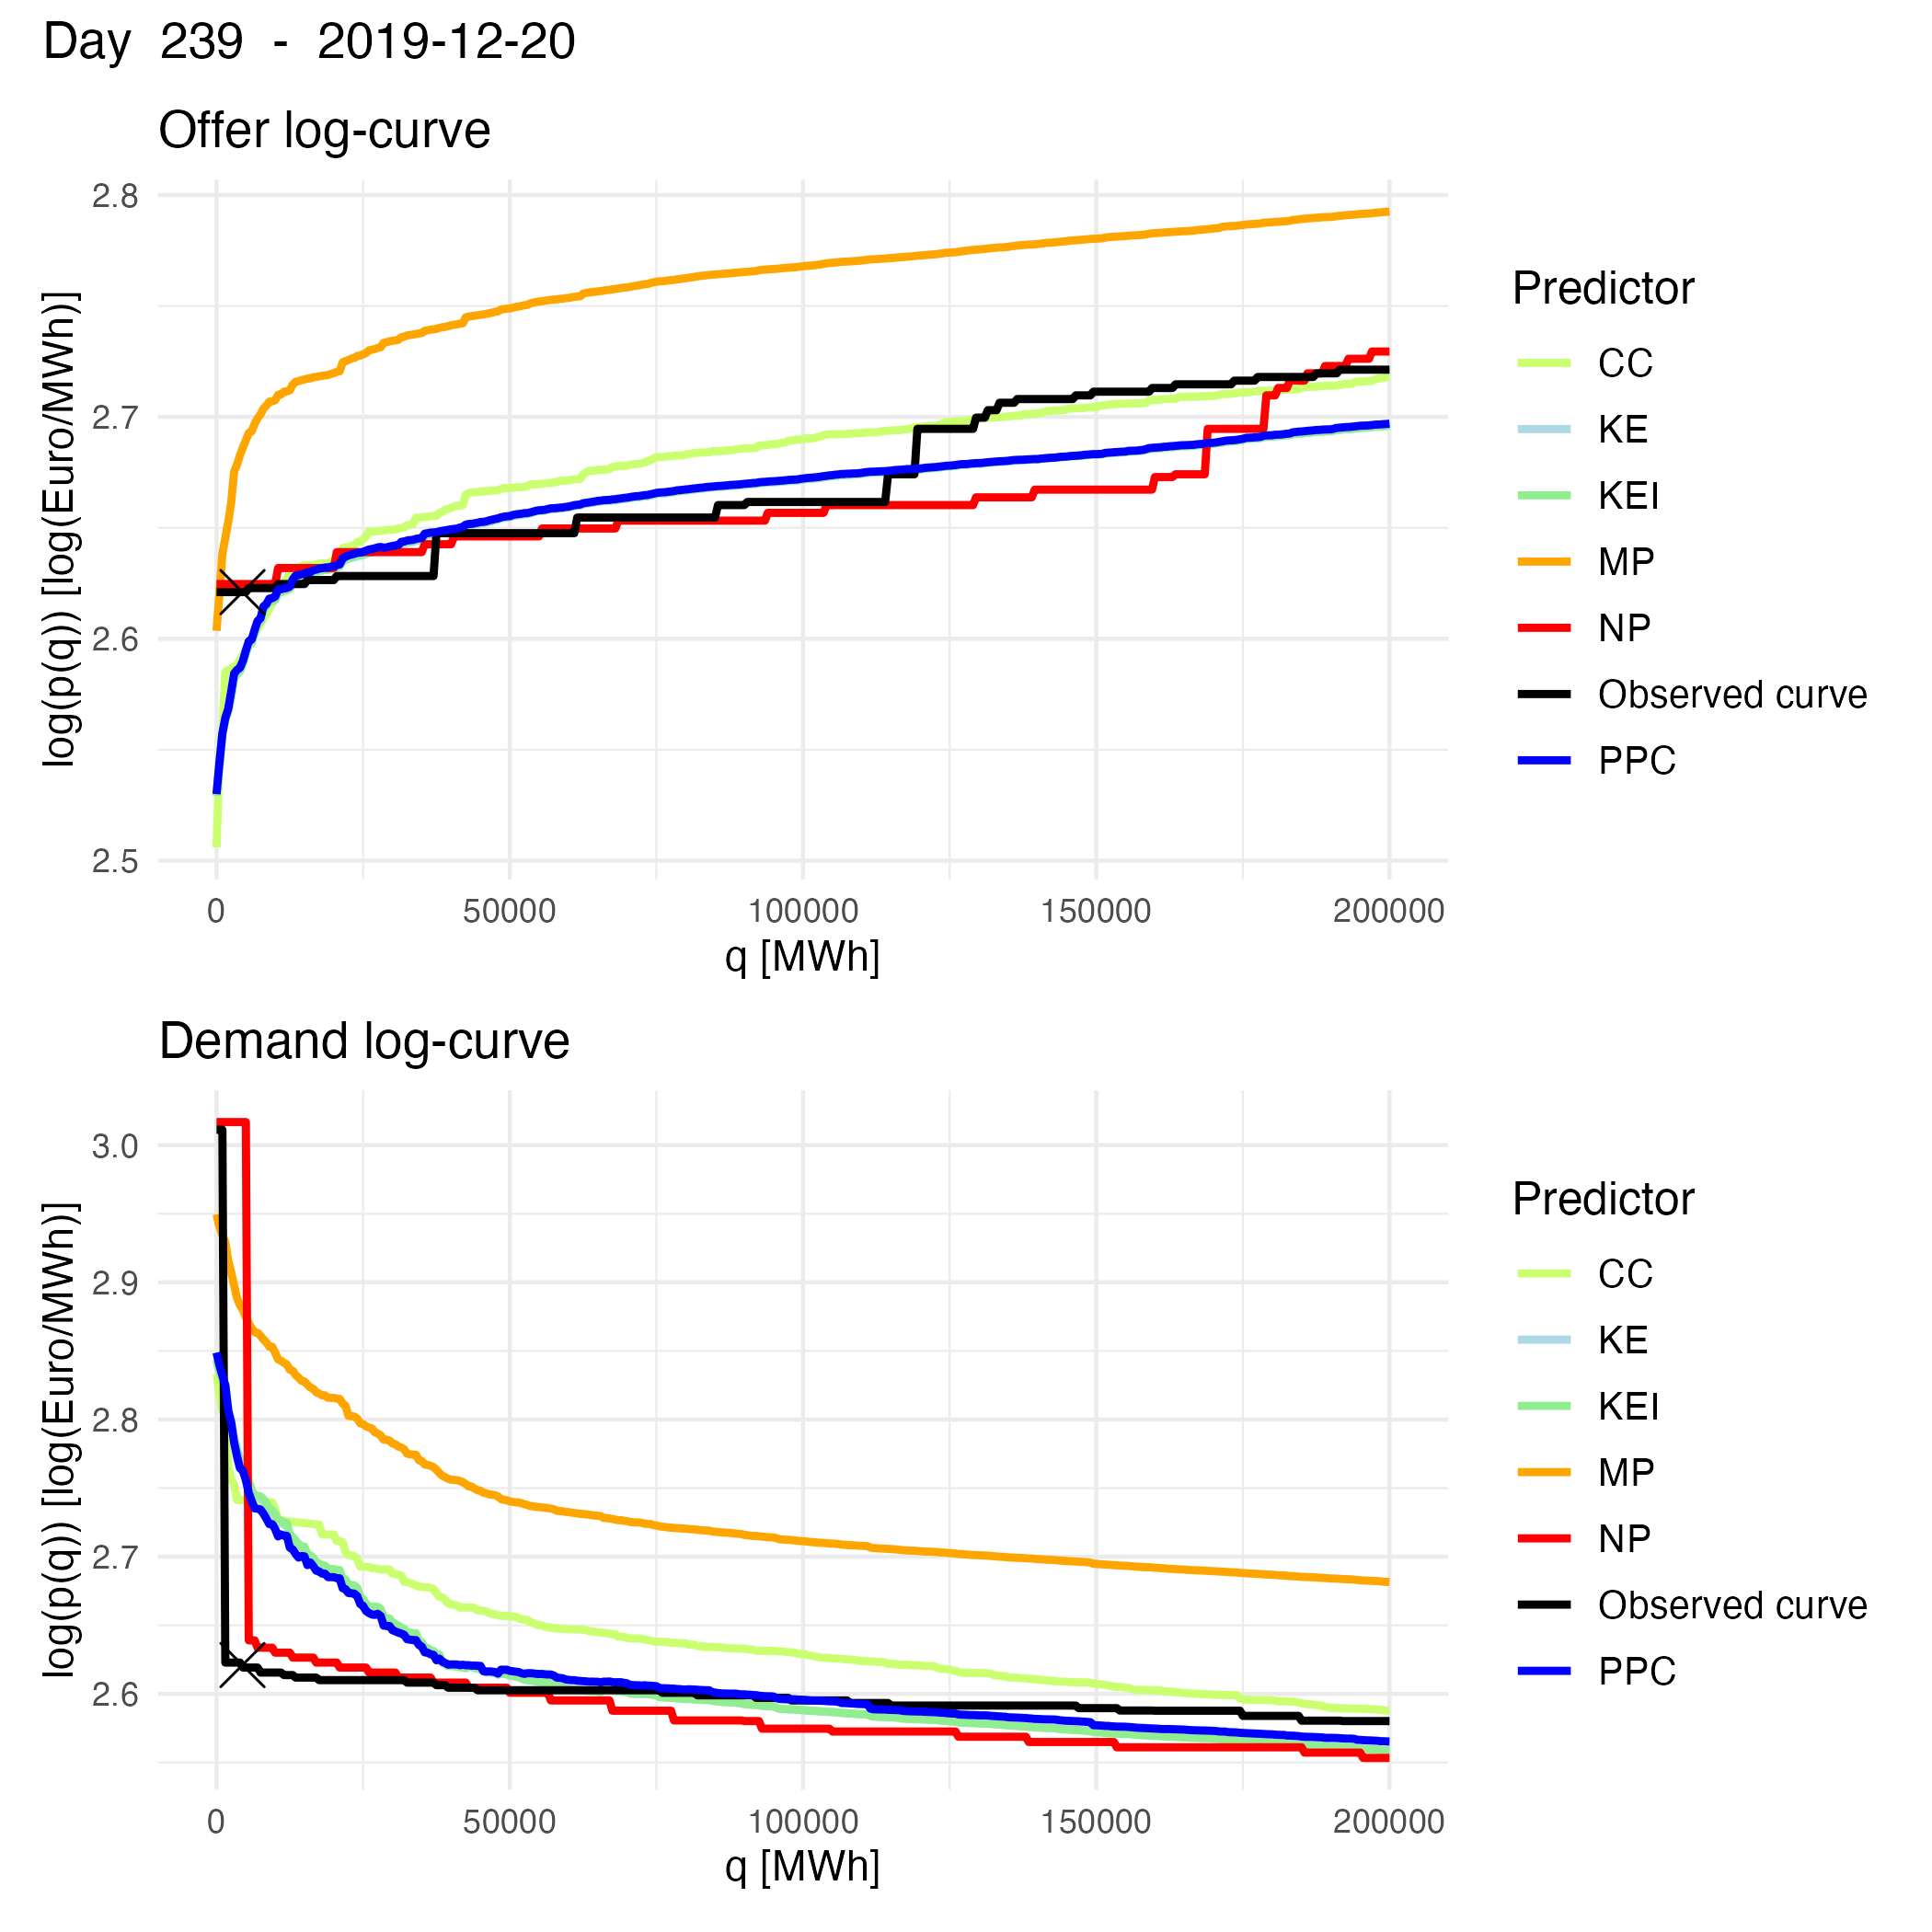 Day 239 - 2019-12-20
Offer log-curve
log(p(q)) [log(Euro/MWh)]
2.8
2.7
2.6
2.5
0 50000 100000 150000 200000
q [MWh]
Predictor
CC
KE
KEI
MP
NP
Observed curve
PPC
Demand log-curve
log(p(q)) [log(Euro/MWh)]
3.0
2.9
2.8
2.7
2.6
0 50000 100000 150000 200000
q [MWh]
Predictor
CC
KE
KEI
MP
NP
Observed curve
PPC